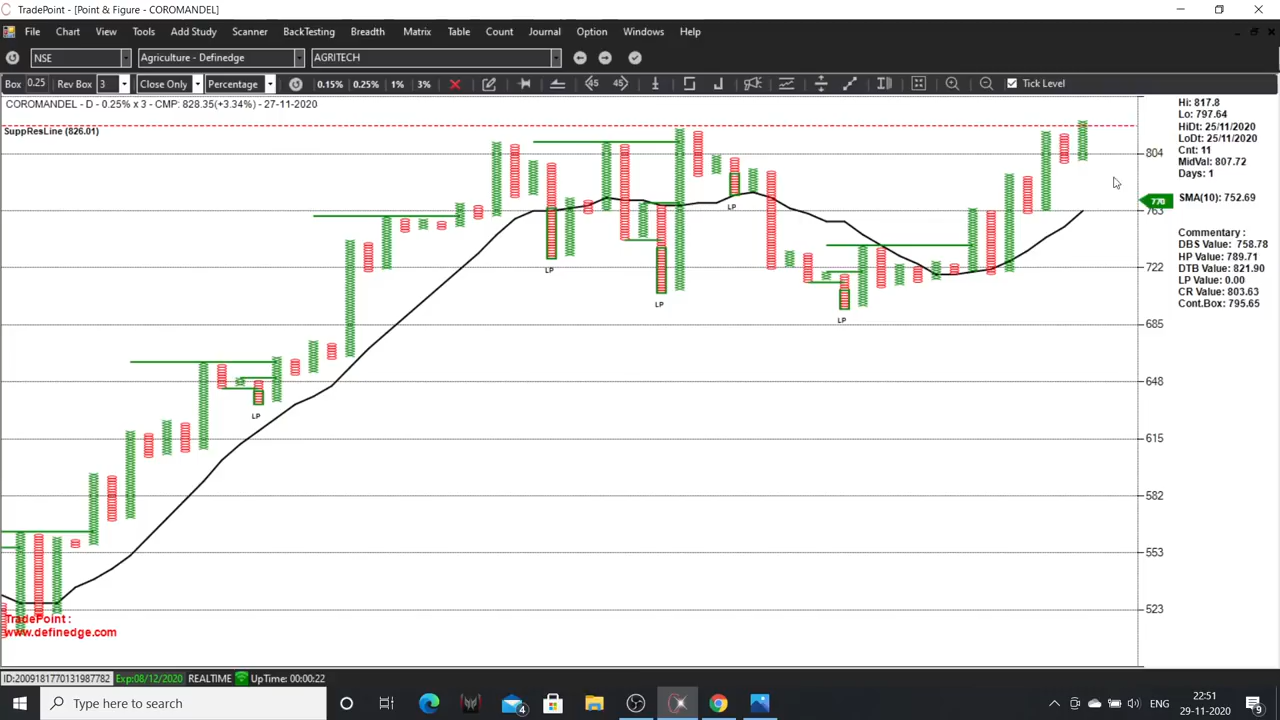 TradePoint - [Point & Figure - COROMANDEL]
File Chart View Tools Add Study Scanner BackTesting Breadth Matrix Table Count Journal Option Windows Help
NSE Agriculture - Definedge AGRITECH
Box 0.25 Rev Box 3 Close Only Percentage 0.15% 0.25% 1% 3% 45 45 Tick Level
COROMANDEL - D - 0.25% x 3 - CMP: 828.35(+3.34%) - 27-11-2020
SuppResLine (826.01)
Hi: 817.8
Lo: 797.64
HiDt: 25/11/2020
LoDt: 25/11/2020
Cnt: 11
MidVal: 807.72
Days: 1
SMA(10): 752.69
Commentary :
DBS Value: 758.78
HP Value: 789.71
DTB Value: 821.90
LP Value: 0.00
CR Value: 803.63
Cont.Box: 795.65
804
770
763
722
685
648
615
582
553
523
LP
LP
LP
LP
LP
TradePoint :
www.definedge.com
ID:2009181770131987782 Exp:08/12/2020 REALTIME UpTime: 00:00:22
Type here to search
4
ENG
22:51
29-11-2020
9